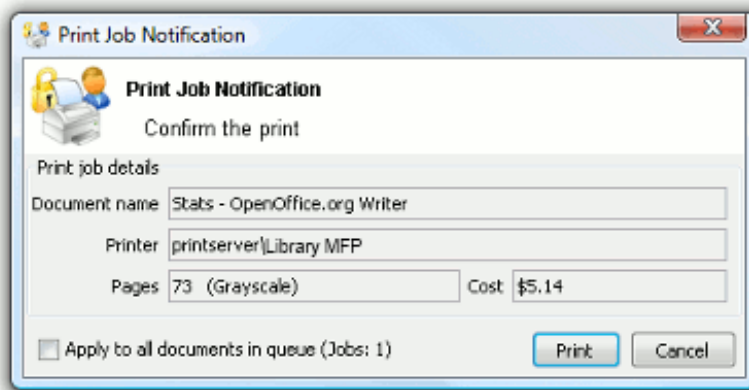 Print Job Notification
Print Job Notification
Confirm the print
Print job details
Document name Stats - OpenOffice.org Writer
Printer printserver\Library MFP
Pages 73 (Grayscale) Cost $5.14
Apply to all documents in queue (Jobs: 1) Print Cancel